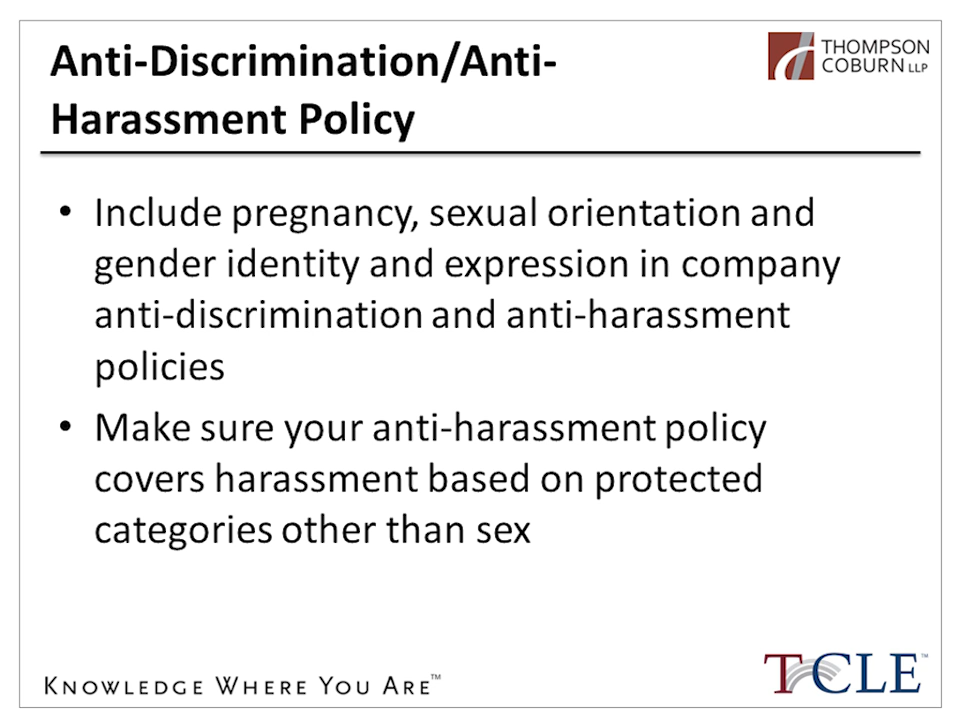 Anti-Discrimination/Anti-
Harassment Policy
THOMPSON
COBURN LLP
• Include pregnancy, sexual orientation and
gender identity and expression in company
anti-discrimination and anti-harassment
policies
• Make sure your anti-harassment policy
covers harassment based on protected
categories other than sex
KNOWLEDGE WHERE YOU ARE™
TCLE™